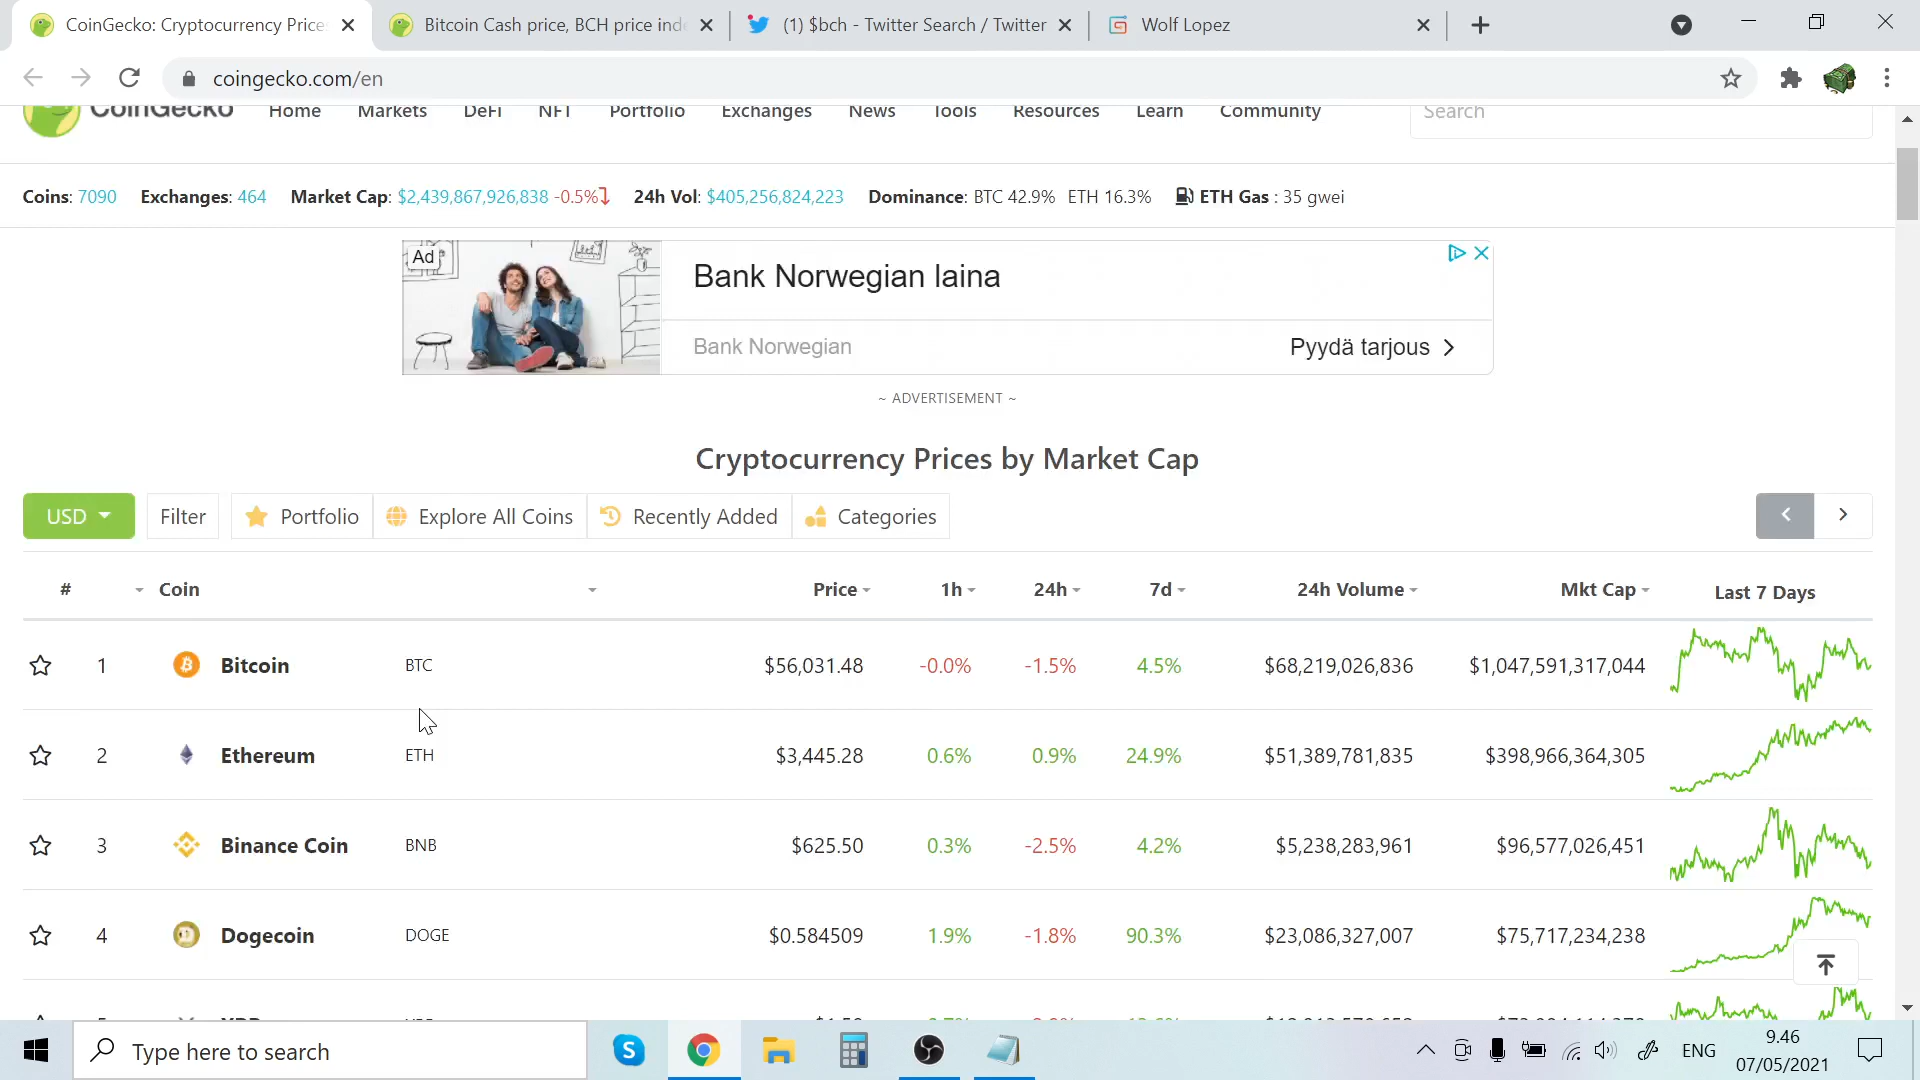 CoinGecko: Cryptocurrency Price
Bitcoin Cash price, BCH price inde
(1) $bch - Twitter Search / Twitter
Wolf Lopez
coingecko.com/en
CoinGecko
Home
Markets
DeFi
NFT
Portfolio
Exchanges
News
Tools
Resources
Learn
Community
Search
Coins: 7090
Exchanges: 464
Market Cap: $2,439,867,926,838 -0.5%
24h Vol: $405,256,824,223
Dominance: BTC 42.9% ETH 16.3%
ETH Gas : 35 gwei
Ad
Bank Norwegian laina
Bank Norwegian
Pyydä tarjous
~ ADVERTISEMENT ~
Cryptocurrency Prices by Market Cap
USD
Filter
Portfolio
Explore All Coins
Recently Added
Categories
# Coin Price 1h 24h 7d 24h Volume Mkt Cap Last 7 Days
1 Bitcoin BTC $56,031.48 -0.0% -1.5% 4.5% $68,219,026,836 $1,047,591,317,044
2 Ethereum ETH $3,445.28 0.6% 0.9% 24.9% $51,389,781,835 $398,966,364,305
3 Binance Coin BNB $625.50 0.3% -2.5% 4.2% $5,238,283,961 $96,577,026,451
4 Dogecoin DOGE $0.584509 1.9% -1.8% 90.3% $23,086,327,007 $75,717,234,238
5 XRP XRP
Type here to search
ENG
9.46
07/05/2021